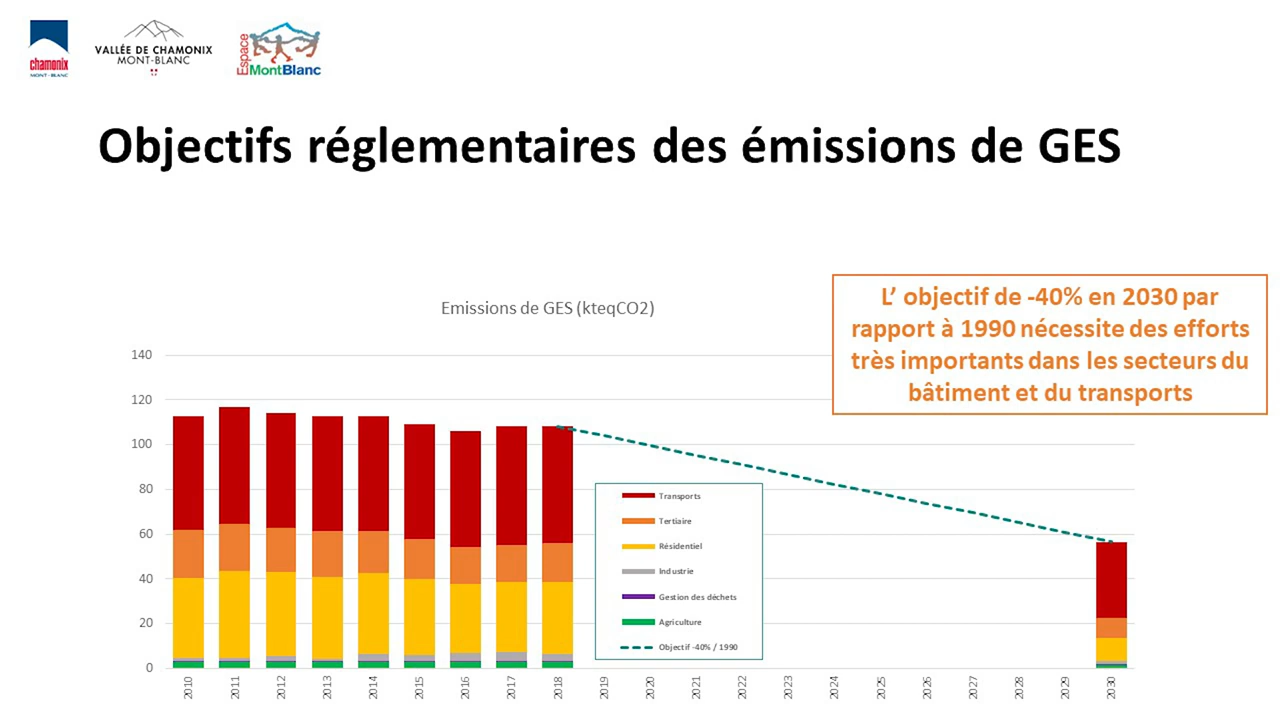 chamonix
MONT-BLANC
VALLÉE DE CHAMONIX
MONT-BLANC
Espace
MontBlanc
Objectifs réglementaires des émissions de GES
L’ objectif de -40% en 2030 par
rapport à 1990 nécessite des efforts
très importants dans les secteurs du
bâtiment et du transports
Emissions de GES (kteqCO2)
140
120
100
80
60
40
20
0
Transports
Tertiaire
Résidentiel
Industrie
Gestion des déchets
Agriculture
Objectif -40% / 1990
2010
2011
2012
2013
2014
2015
2016
2017
2018
2019
2020
2021
2022
2023
2024
2025
2026
2027
2028
2029
2030